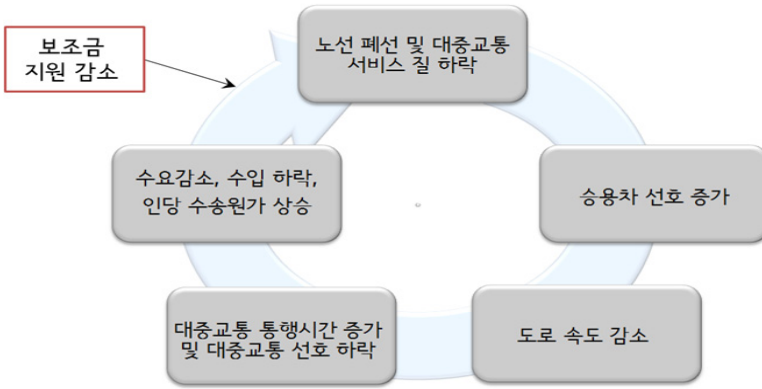 보조금
지원 감소
노선 폐선 및 대중교통
서비스 질 하락
승용차 선호 증가
도로 속도 감소
대중교통 통행시간 증가
및 대중교통 선호 하락
수요감소, 수입 하락,
인당 수송원가 상승